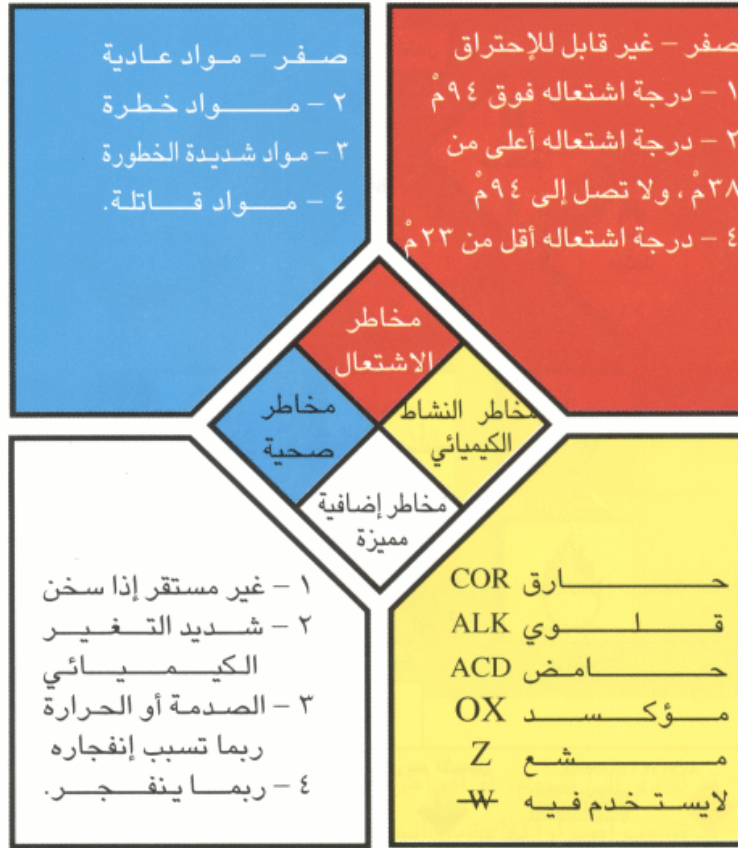 صفر – غير قابل للإحتراق
١ – درجة اشتعاله فوق ٩٤ مْ
٢ – درجة اشتعاله أعلى من
٣٨ مْ ، ولا تصل إلى ٩٤ مْ
٤ – درجة اشتعاله أقل من ٢٣ مْ
صفر – مواد عادية
٢ – مواد خطرة
٣ – مواد شديدة الخطورة
٤ – مواد قاتلة.
مخاطر
الاشتعال
مخاطر النشاط
الكيميائي
مخاطر
صحية
مخاطر إضافية
مميزة
حارق COR
قلوي ALK
حامض ACD
مؤكسد OX
مشع Z
لايستخدم فيه W
١ – غير مستقر إذا سخن
٢ – شديد التغير
الكيميائي
٣ – الصدمة أو الحرارة
ربما تسبب إنفجاره
٤ – ربما ينفجر.